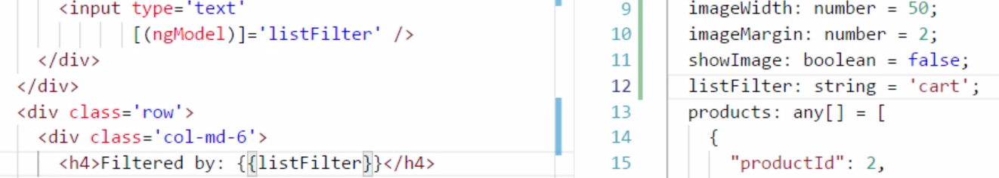 <input type='text'
[(ngModel)]='listFilter' />
</div>
</div>
<div class='row'>
<div class='col-md-6'>
<h4>Filtered by: {{listFilter}}</h4>
9 imageWidth: number = 50;
10 imageMargin: number = 2;
11 showImage: boolean = false;
12 listFilter: string = 'cart';
13 products: any[] = [
14 {
15 "productId": 2,